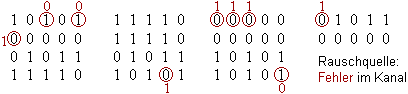 0 0 1 1 1 1
1 0 1 0 1 1 1 1 1 0 0 0 0 0 0 0 1 0 1 1
1 0 0 0 0 0 1 1 1 1 0 0 0 0 0 0 0 0 0 0 0
0 1 0 1 1 0 1 0 1 1 1 0 1 0 1 Rauschquelle:
1 1 1 1 0 1 0 1 0 1 1 0 1 0 1 Fehler im Kanal
1 0